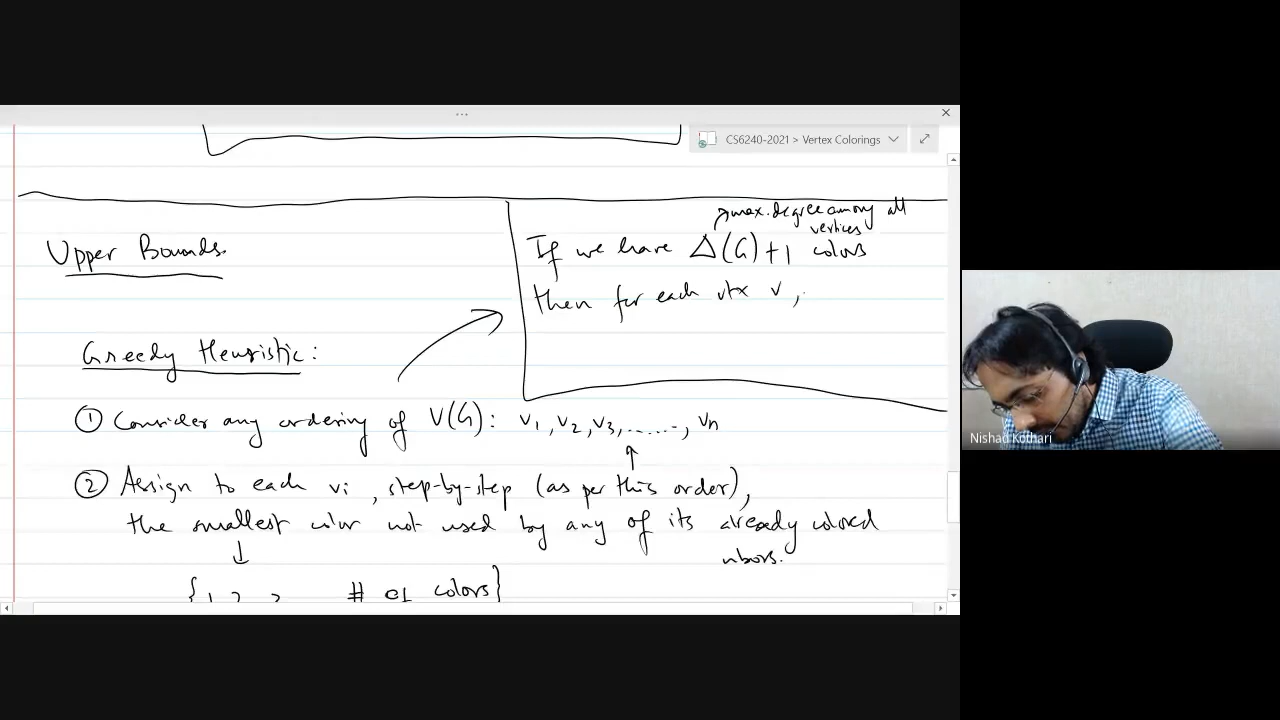 CS6240-2021 > Vertex Colorings
Upper Bounds.
max. degree among all
vertices
If we have Δ(G)+1 colors
then for each vtx v,
Greedy Heuristic:
① Consider any ordering of V(G): v1, v2, v3, ......, vn
② Assign to each vi, step-by-step (as per this order),
the smallest color not used by any of its already colored
nbors.
{1, 2, 3 # of colors}
Nishad Kothari